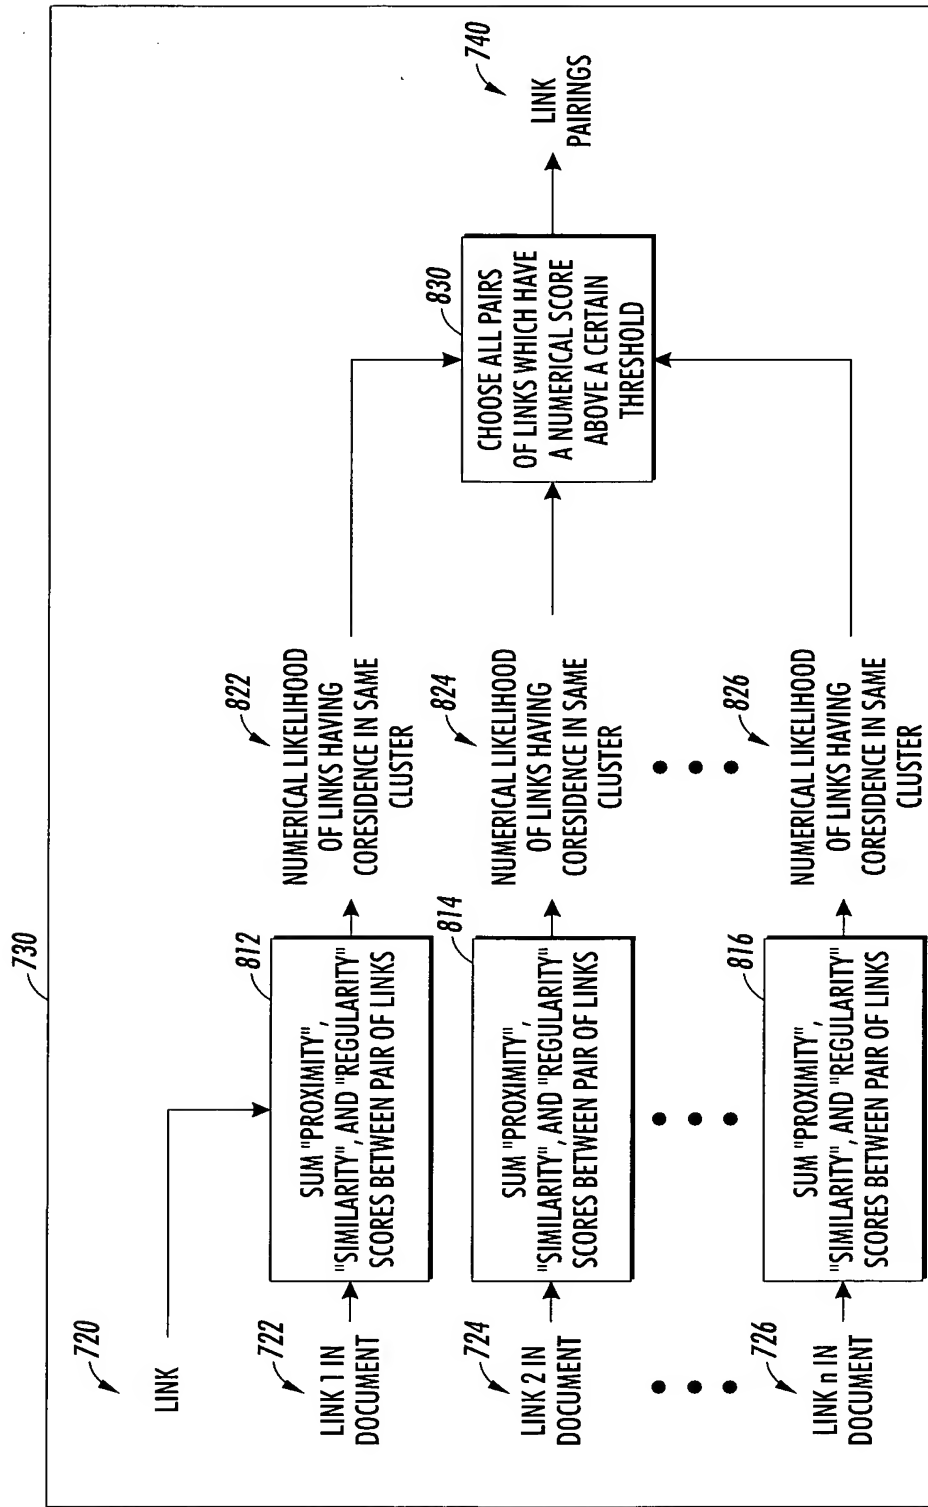 730
720
LINK
722
LINK 1 IN
DOCUMENT
812
SUM "PROXIMITY",
"SIMILARITY", AND "REGULARITY"
SCORES BETWEEN PAIR OF LINKS
822
NUMERICAL LIKELIHOOD
OF LINKS HAVING
CORESIDENCE IN SAME
CLUSTER
724
LINK 2 IN
DOCUMENT
814
SUM "PROXIMITY",
"SIMILARITY", AND "REGULARITY"
SCORES BETWEEN PAIR OF LINKS
824
NUMERICAL LIKELIHOOD
OF LINKS HAVING
CORESIDENCE IN SAME
CLUSTER
726
LINK n IN
DOCUMENT
816
SUM "PROXIMITY",
"SIMILARITY", AND "REGULARITY"
SCORES BETWEEN PAIR OF LINKS
826
NUMERICAL LIKELIHOOD
OF LINKS HAVING
CORESIDENCE IN SAME
CLUSTER
830
CHOOSE ALL PAIRS
OF LINKS WHICH HAVE
A NUMERICAL SCORE
ABOVE A CERTAIN
THRESHOLD
740
LINK
PAIRINGS